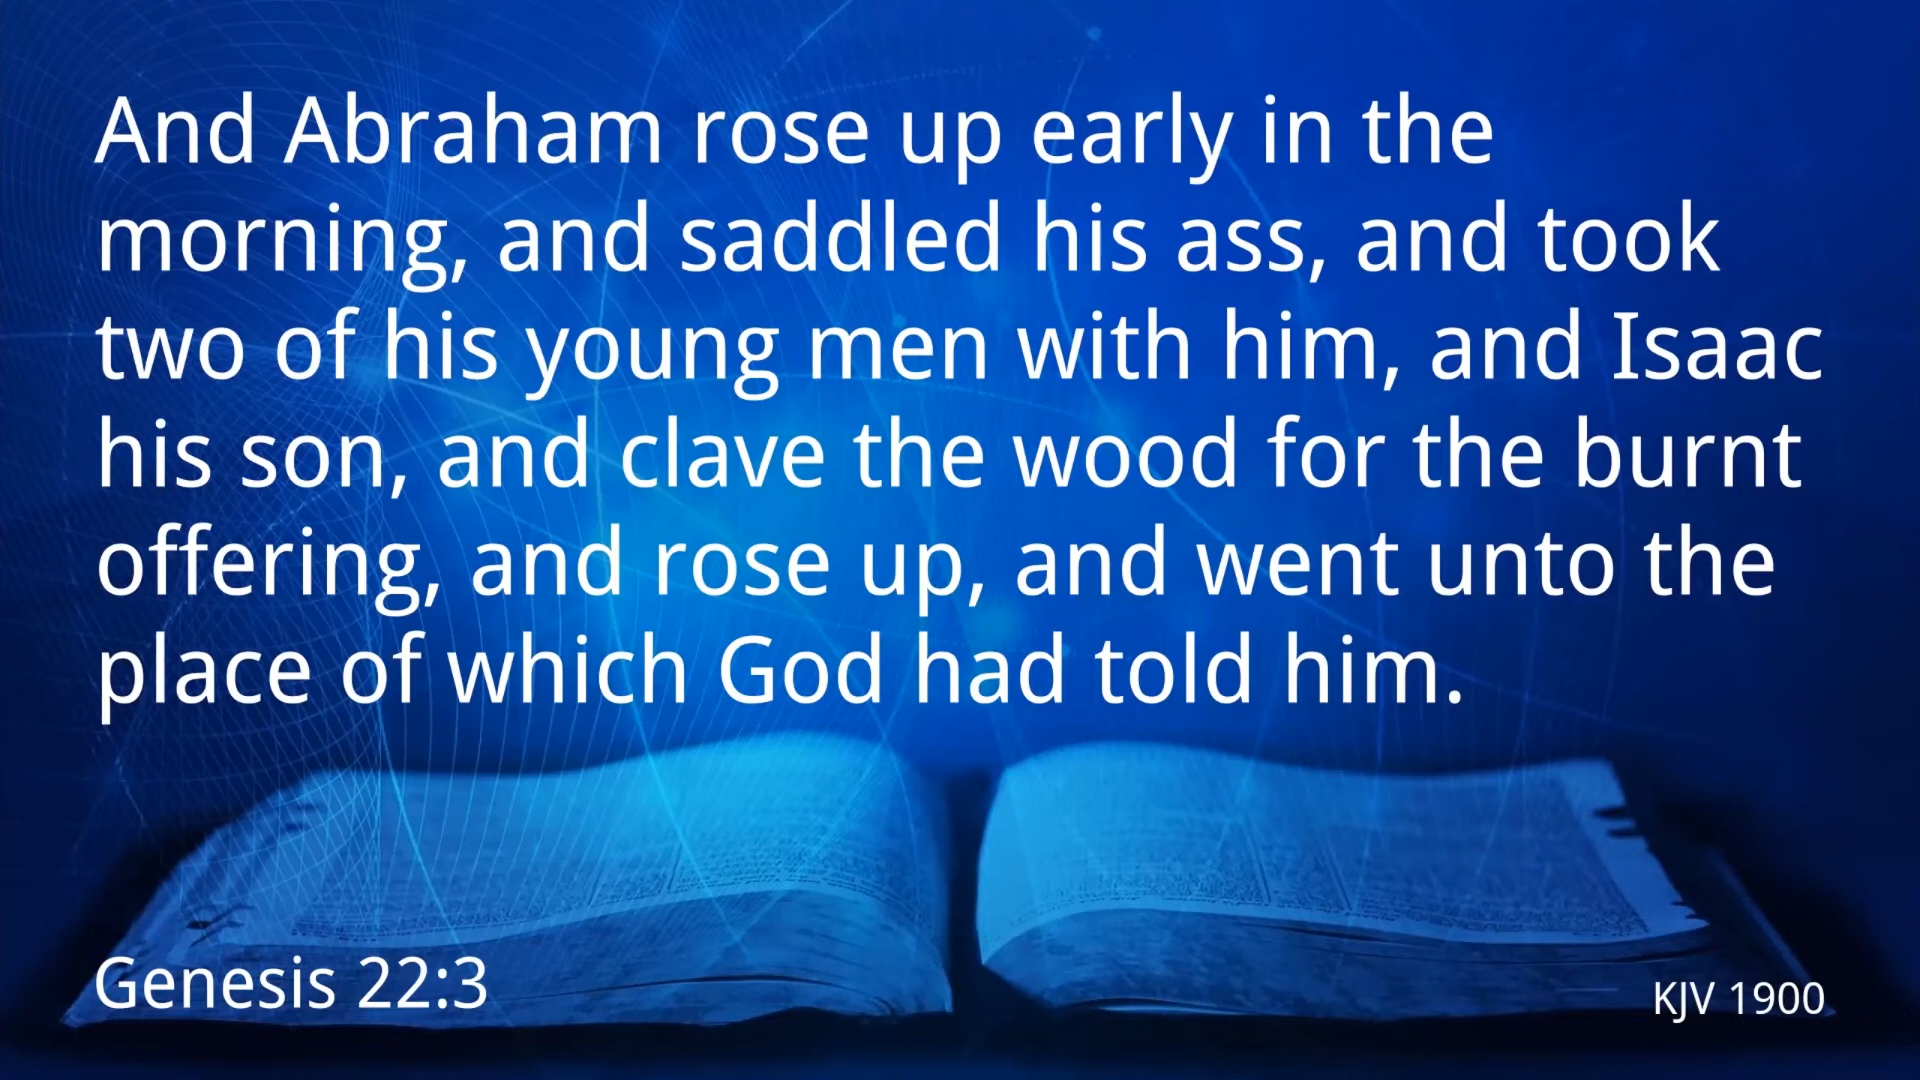 And Abraham rose up early in the
morning, and saddled his ass, and took
two of his young men with him, and Isaac
his son, and clave the wood for the burnt
offering, and rose up, and went unto the
place of which God had told him.
Genesis 22:3
KJV 1900